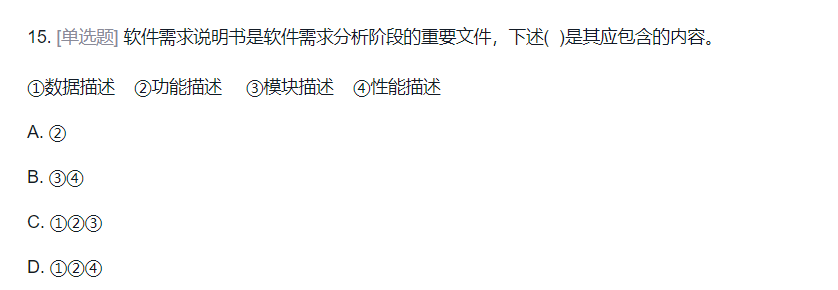 15. [单选题] 软件需求说明书是软件需求分析阶段的重要文件，下述( )是其应包含的内容。
①数据描述 ②功能描述 ③模块描述 ④性能描述
A. ②
B. ③④
C. ①②③
D. ①②④